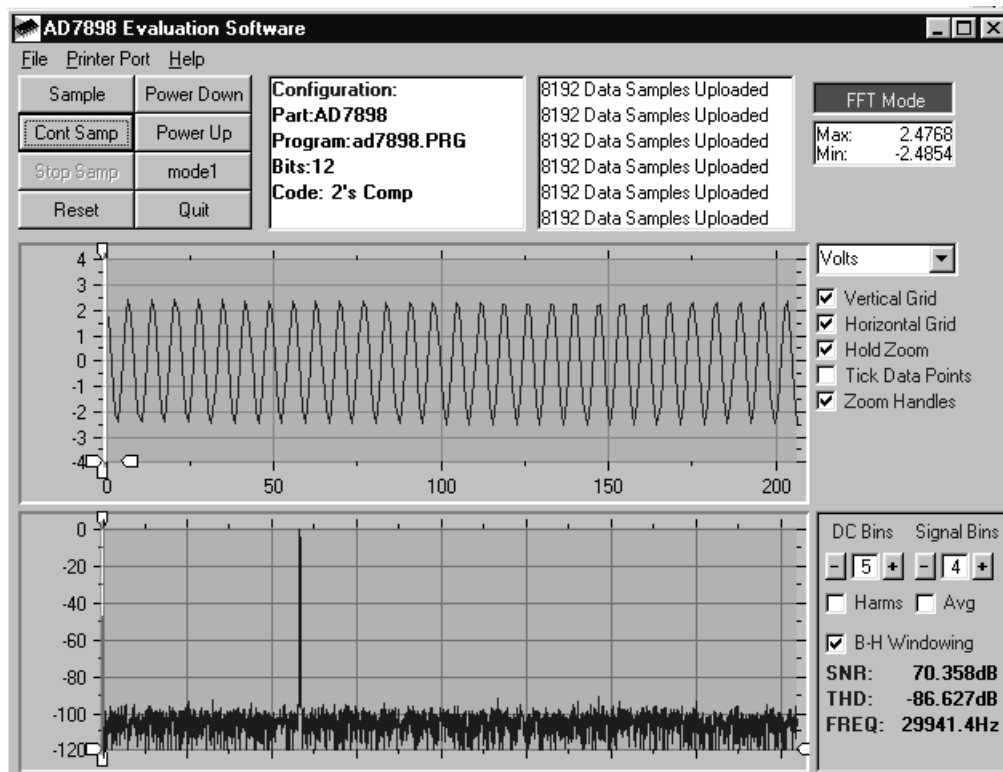 AD7898 Evaluation Software
File Printer Port Help
Sample
Power Down
Cont Samp
Power Up
Stop Samp
mode1
Reset
Quit
Configuration:
Part:AD7898
Program:ad7898.PRG
Bits:12
Code: 2's Comp
8192 Data Samples Uploaded
8192 Data Samples Uploaded
8192 Data Samples Uploaded
8192 Data Samples Uploaded
8192 Data Samples Uploaded
8192 Data Samples Uploaded
FFT Mode
Max: 2.4768
Min: -2.4854
4
3
2
1
0
-1
-2
-3
-4
0 50 100 150 200
Volts
Vertical Grid
Horizontal Grid
Hold Zoom
Tick Data Points
Zoom Handles
0
-20
-40
-60
-80
-100
-120
DC Bins Signal Bins
- 5 + - 4 +
Harms Avg
B-H Windowing
SNR: 70.358dB
THD: -86.627dB
FREQ: 29941.4Hz